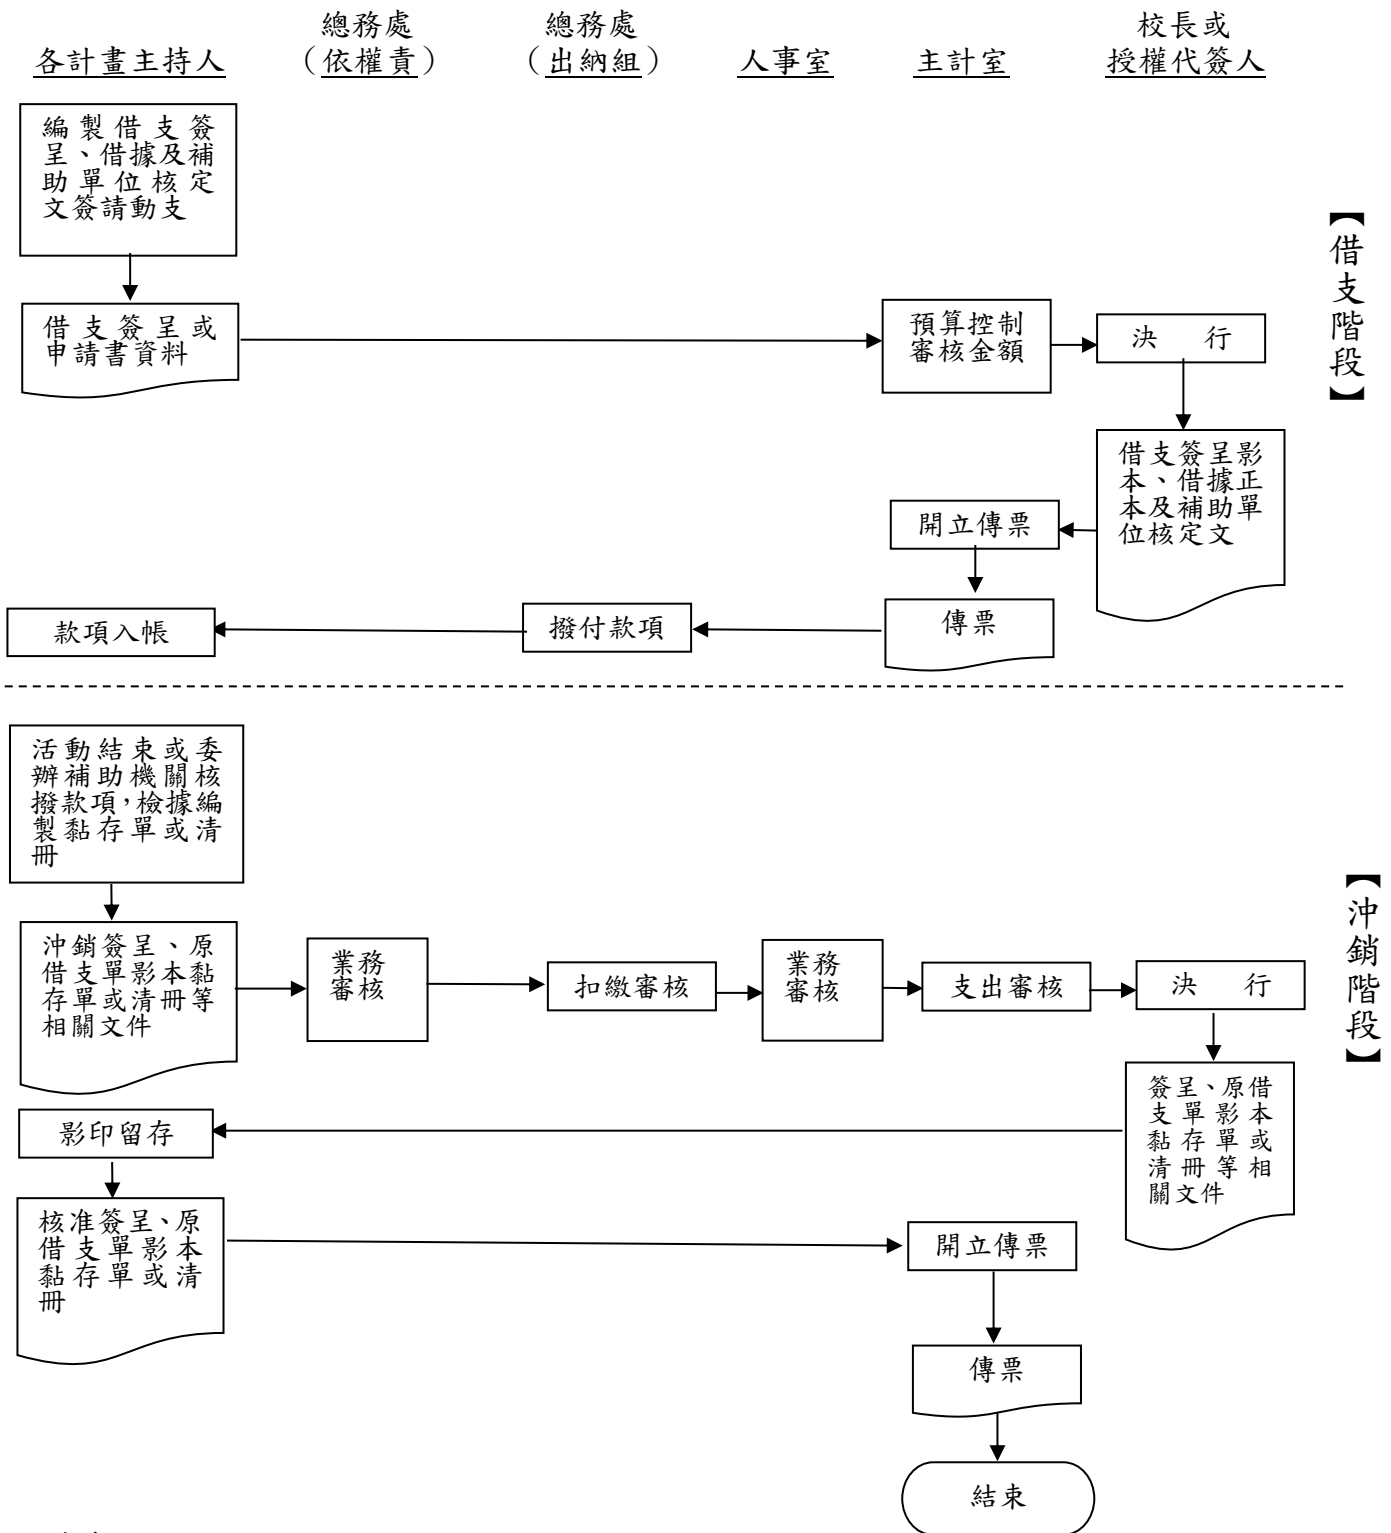 總務處
總務處
校長或
各計畫主持人
（依權責）
（出納組）
人事室
主計室
授權代簽人
編製借支簽
呈、借據及補
助單位核定
文簽請動支
【借支階段】
借支簽呈或
申請書資料
預算控制
審核金額
決　行
借支簽呈影
本、借據正
本及補助單
位核定文
開立傳票
傳票
撥付款項
款項入帳
活動結束或委
辦補助機關核
撥款項，檢據編
製黏存單或清
冊
【沖銷階段】
沖銷簽呈、原
借支單影本黏
存單或清冊等
相關文件
業務
審核
扣繳審核
業務
審核
支出審核
決　行
簽呈、原借
支單影本
黏存單或
清冊等相
關文件
影印留存
核准簽呈、原
借支單影本
黏存單或清
冊
開立傳票
傳票
結束